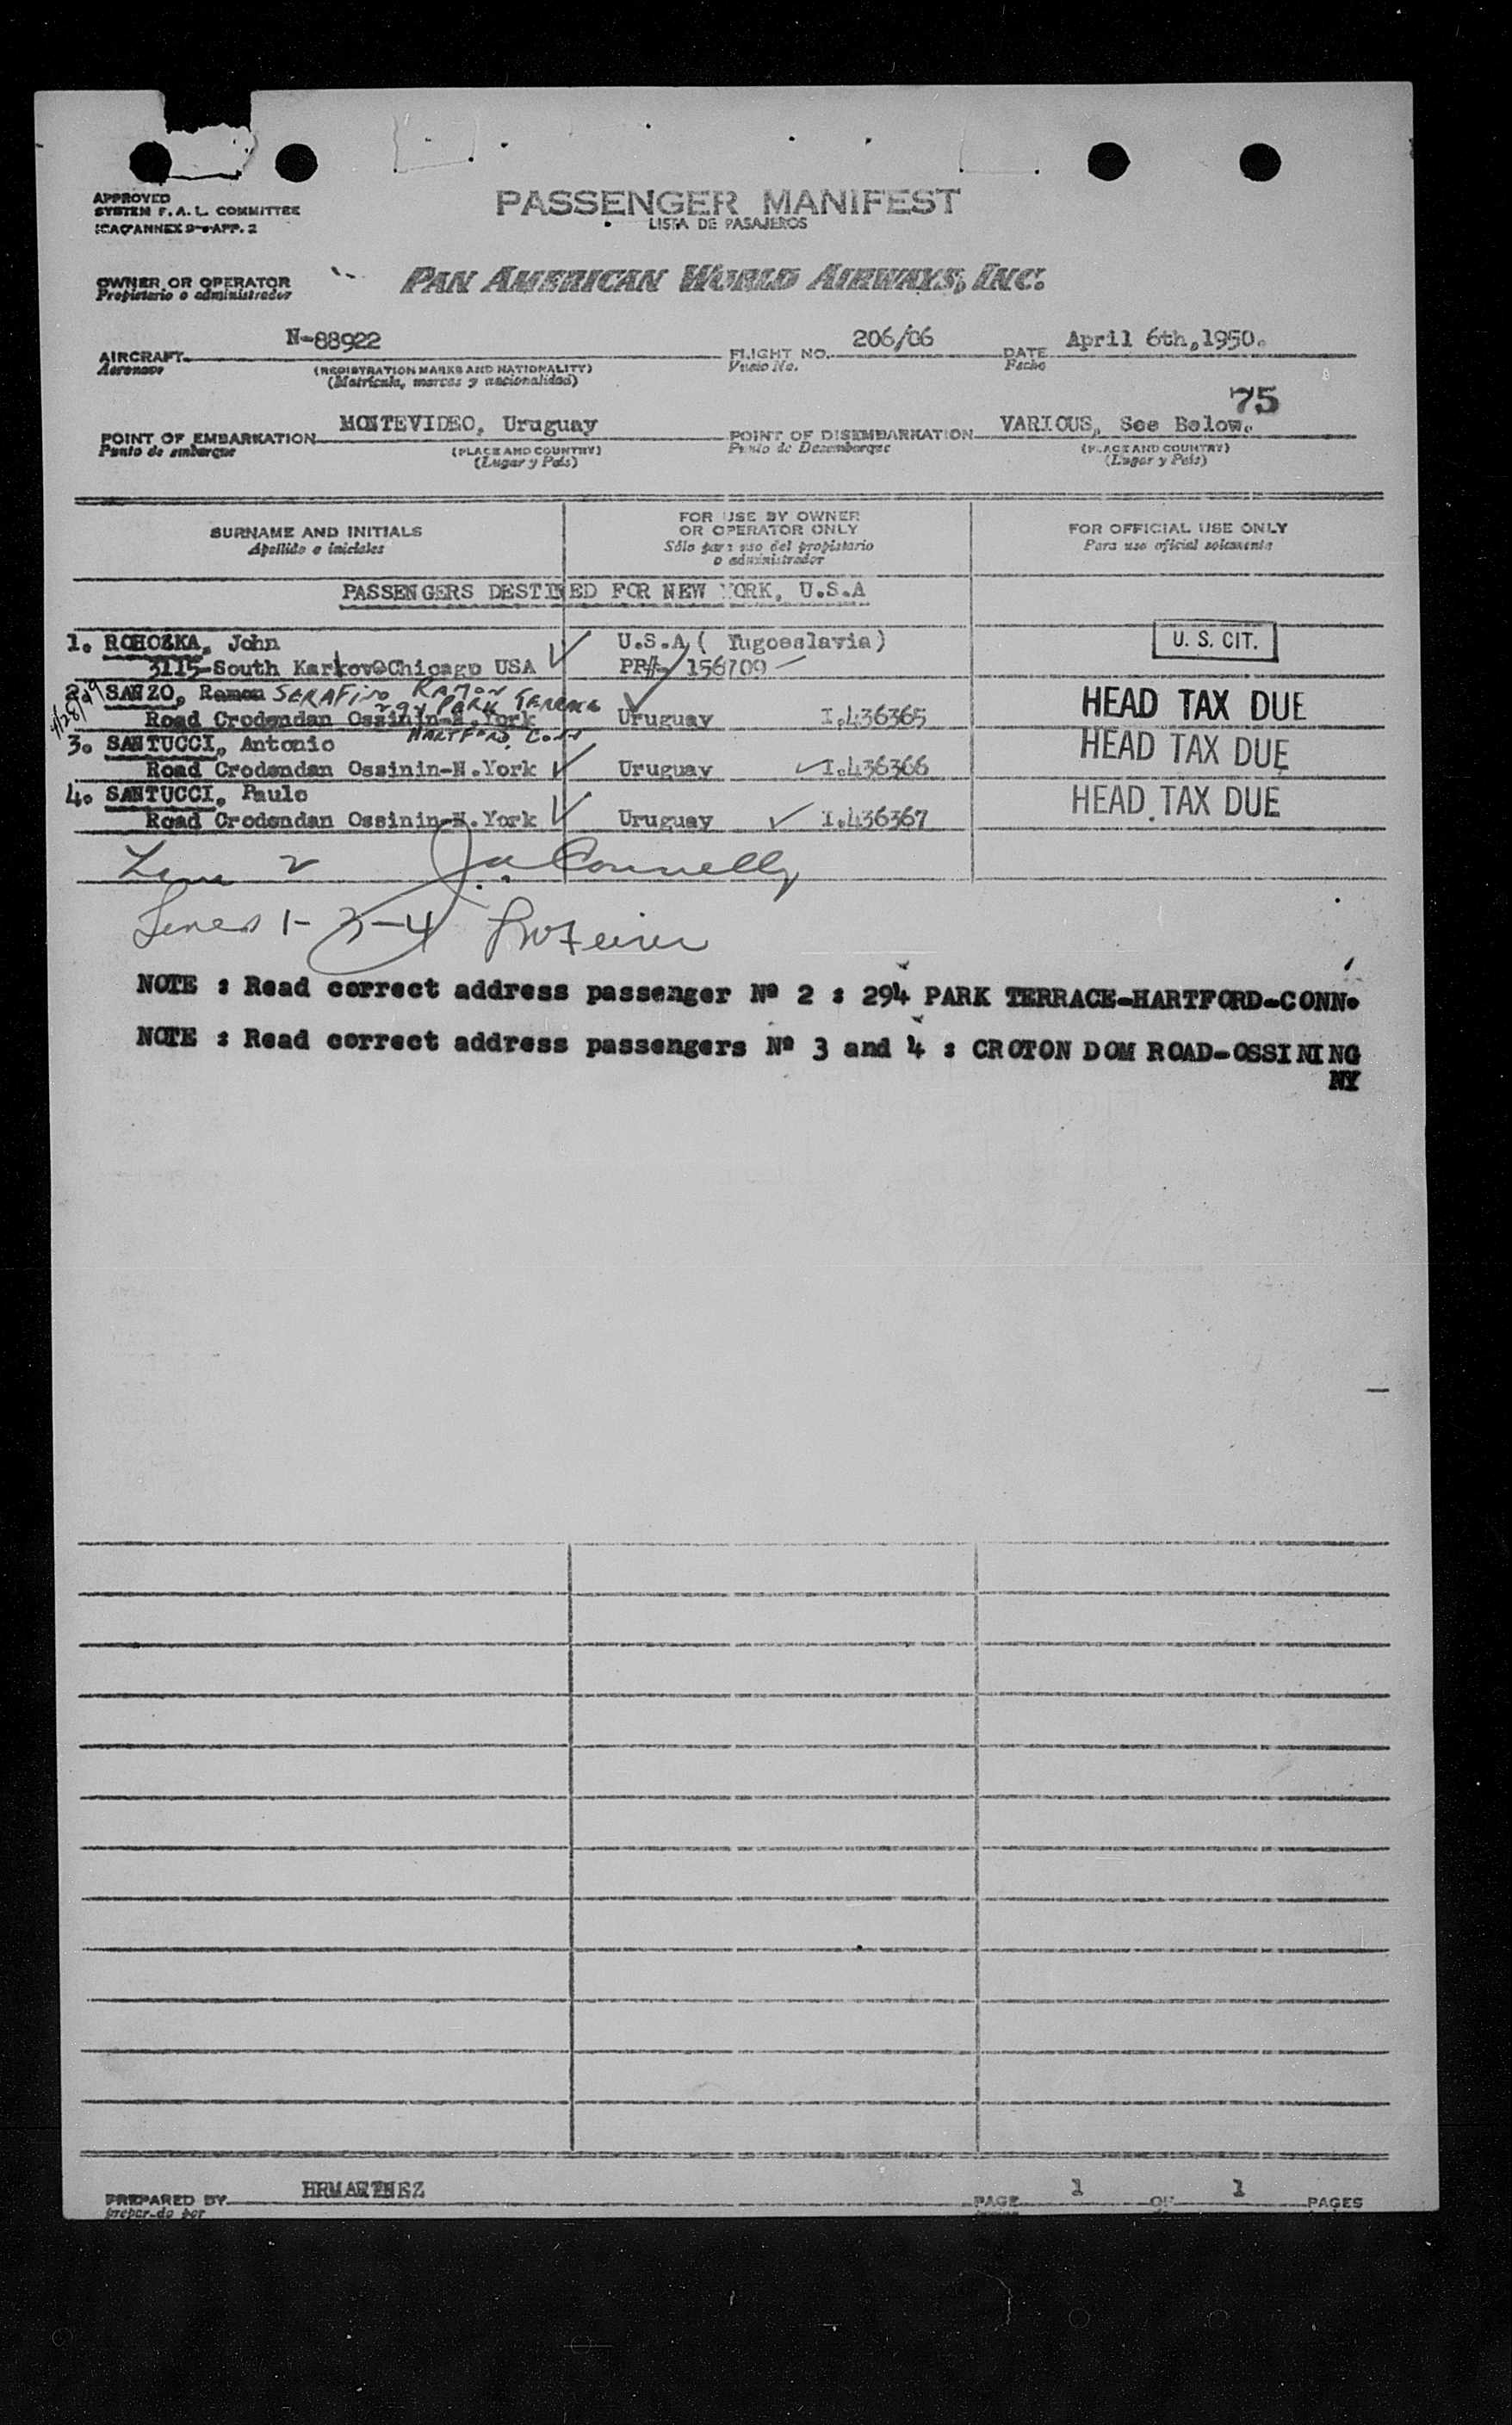 APPROVED
SYSTEM F. A. L. COMMITTEE
ICAO ANNEX 9-APP. 2
PASSENGER MANIFEST
LISTA DE PASAJEROS
OWNER OR OPERATOR
Propietario o administrador
PAN AMERICAN WORLD AIRWAYS, INC.
AIRCRAFT N-88922 FLIGHT NO. 206/06 DATE April 6th,1950.
Aeronave (REGISTRATION MARKS AND NATIONALITY) Vuelo No. Fecha
(Matrícula, marcas y nacionalidad)
75
POINT OF EMBARKATION MONTEVIDEO, Uruguay POINT OF DISEMBARKATION VARIOUS, See Below.
Punto de embarque (PLACE AND COUNTRY) Punto de Desembarque (PLACE AND COUNTRY)
(Lugar y País) (Lugar y País)
SURNAME AND INITIALS FOR USE BY OWNER OR OPERATOR ONLY FOR OFFICIAL USE ONLY
Apellido e iniciales Sólo para uso del propietario o administrador Para uso oficial solamente
PASSENGERS DESTINED FOR NEW YORK, U.S.A
1. ROHOZKA, John U.S.A ( Yugoeslavia) U. S. CIT.
3115-South Karlov-Chicago USA PP#- 156709
2. SANZO, Ramon SERAFino RAMON HEAD TAX DUE
294 PARK TERRACE
4/28/49
Road Crodendan Ossinin-N.York Uruguay I.436365
HARTFORD, CONN
3. SANTUCCI, Antonio HEAD TAX DUE
Road Crodendan Ossinin-N.York Uruguay I.436366
4. SANTUCCI, Paulo HEAD TAX DUE
Road Crodendan Ossinin-N.York Uruguay I.436367
Line 2 J. a Connelly
Lines 1-3-4
NOTE : Read correct address passenger Nº 2 : 294 PARK TERRACE-HARTFORD-CONN.
NOTE : Read correct address passengers Nº 3 and 4 : CROTON DOM ROAD-OSSINING
NY
PREPARED BY HRMARTNEZ PAGE 1 OF 1 PAGES
preparado por